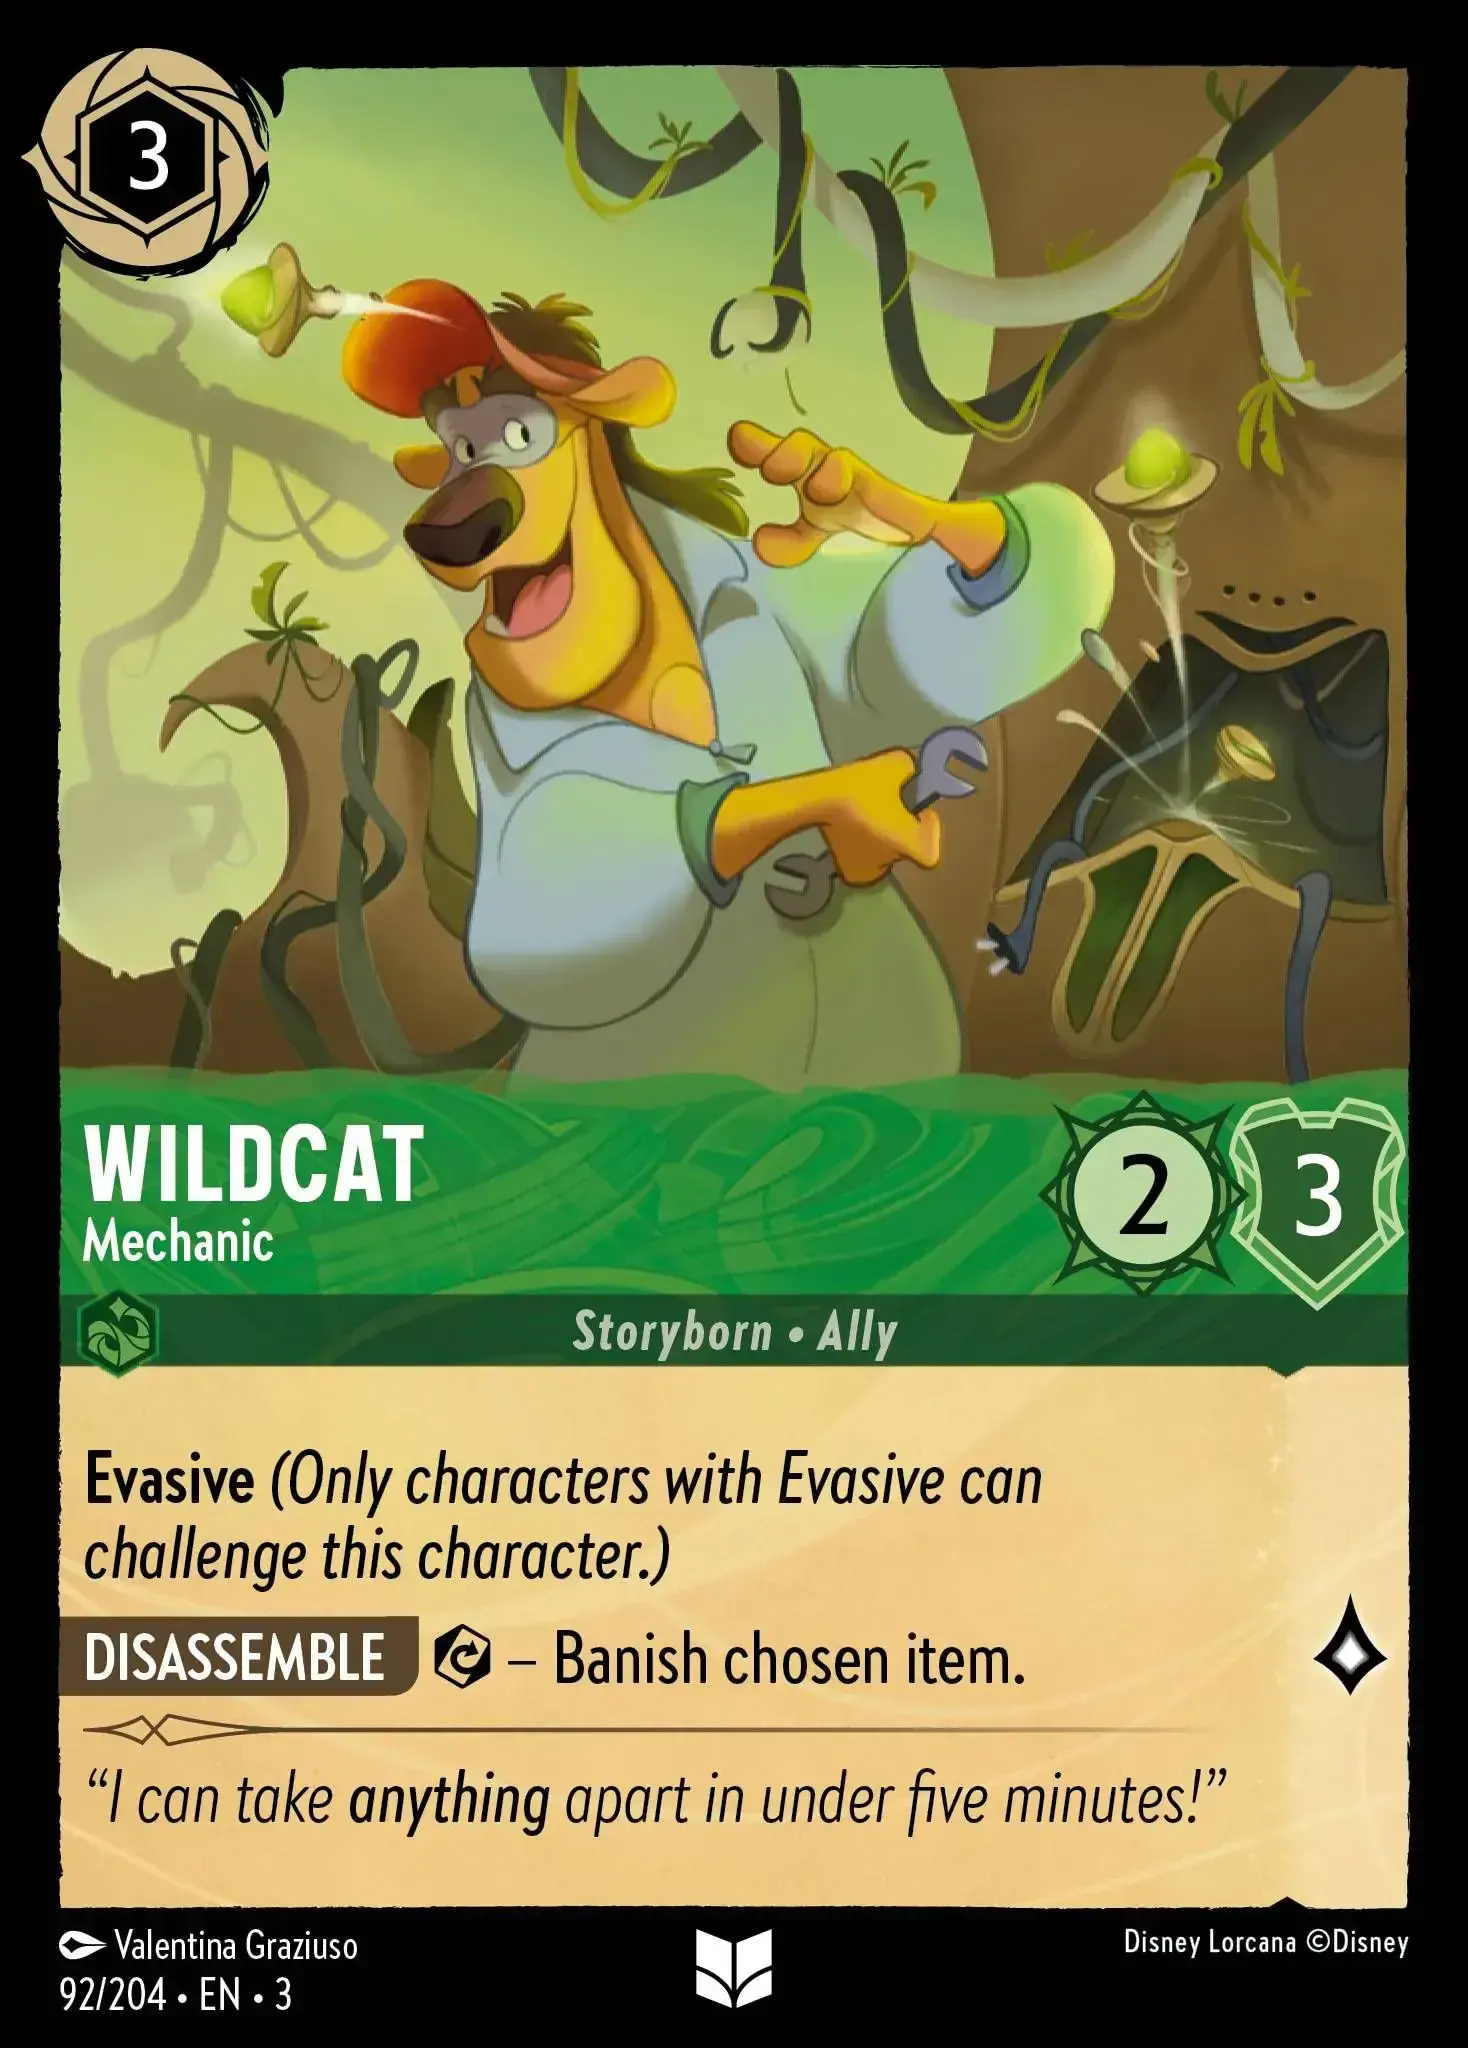 3
WILDCAT
Mechanic
2
3
Storyborn • Ally
Evasive (Only characters with Evasive can
challenge this character.)
DISASSEMBLE – Banish chosen item.
“I can take anything apart in under five minutes!”
Valentina Graziuso
92/204 • EN • 3
Disney Lorcana ©Disney